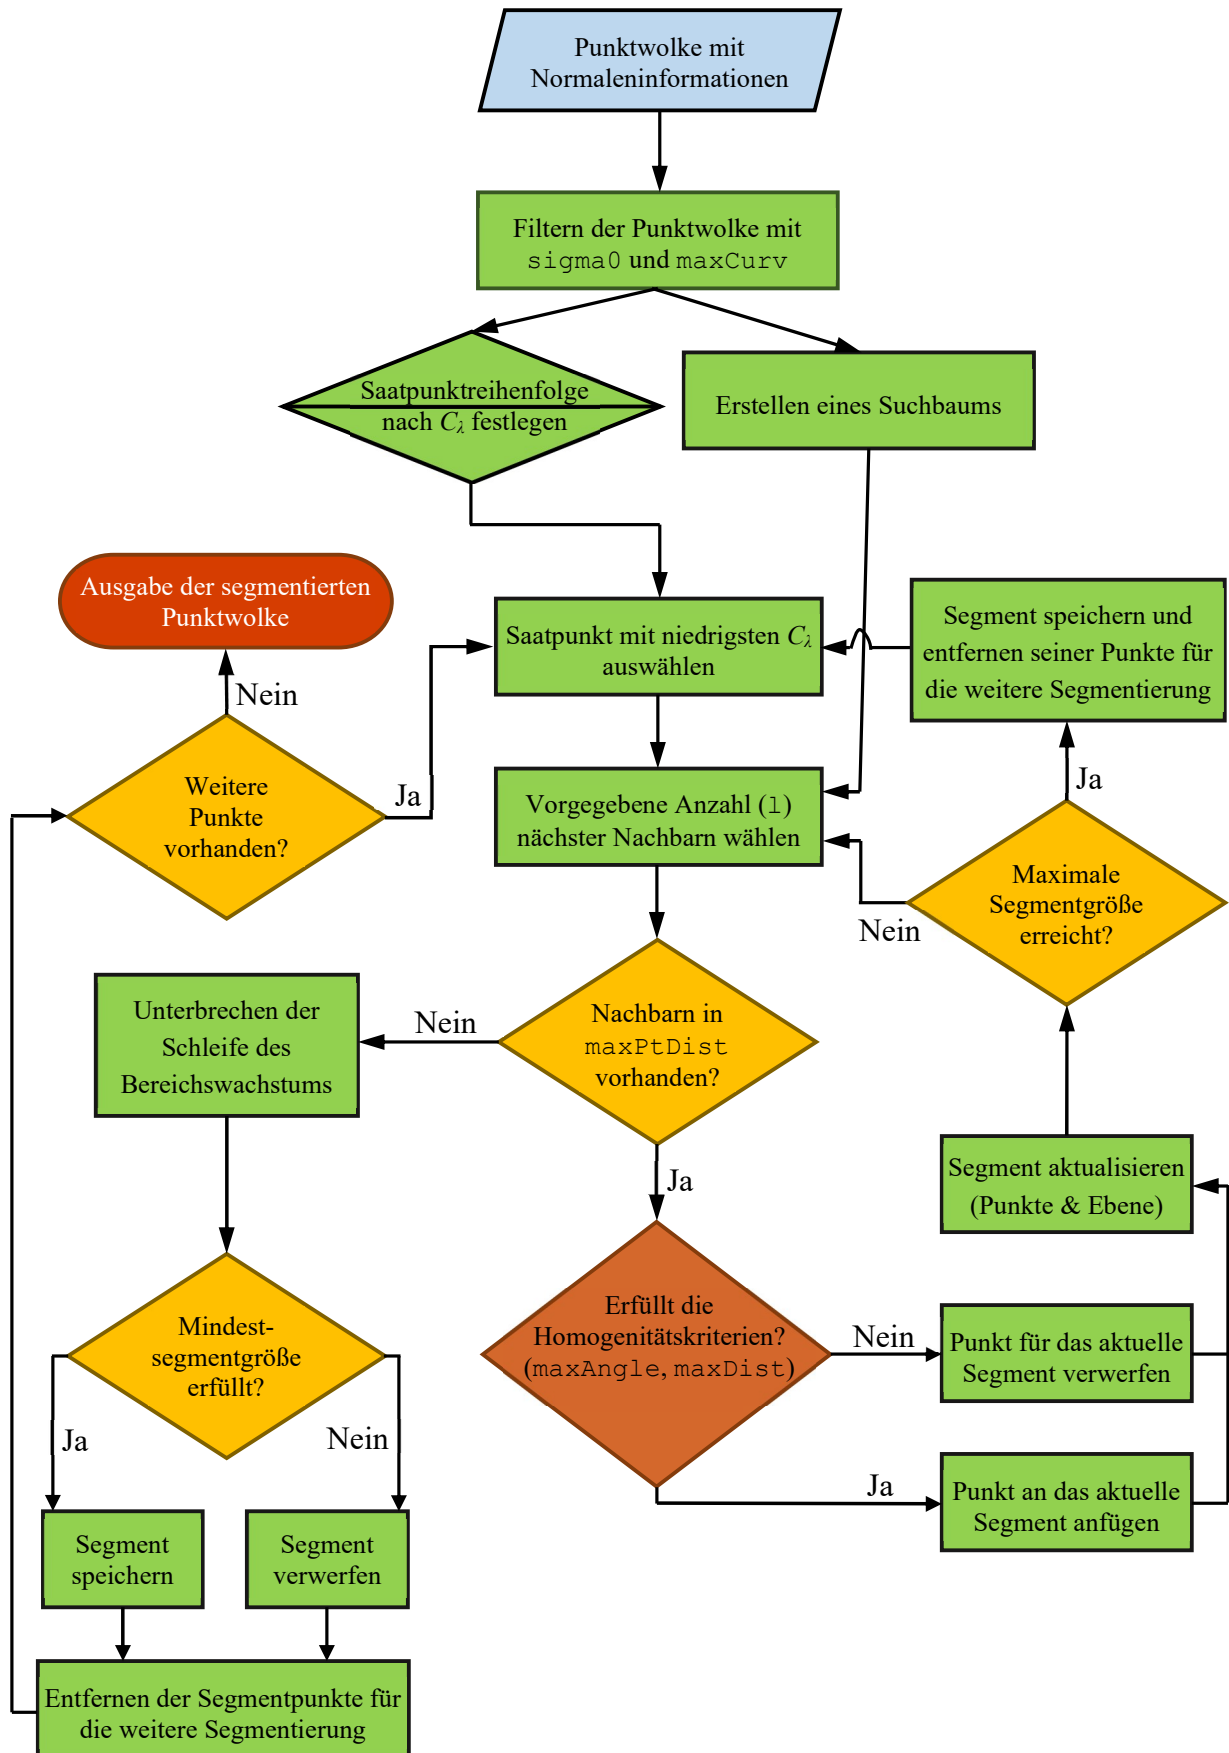 Punktwolke mit
Normaleninformationen
Filtern der Punktwolke mit
sigma0 und maxCurv
Saatpunktreihenfolge
nach Cλ festlegen
Erstellen eines Suchbaums
Ausgabe der segmentierten
Punktwolke
Saatpunkt mit niedrigsten Cλ
auswählen
Segment speichern und
entfernen seiner Punkte für
die weitere Segmentierung
Nein
Weitere
Punkte
vorhanden?
Ja
Vorgegebene Anzahl (l)
nächster Nachbarn wählen
Ja
Maximale
Segmentgröße
erreicht?
Nein
Unterbrechen der
Schleife des
Bereichswachstums
Nein
Nachbarn in
maxPtDist
vorhanden?
Ja
Segment aktualisieren
(Punkte & Ebene)
Mindest-
segmentgröße
erfüllt?
Erfüllt die
Homogenitätskriterien?
(maxAngle, maxDist)
Nein
Punkt für das aktuelle
Segment verwerfen
Ja
Nein
Ja
Punkt an das aktuelle
Segment anfügen
Segment
speichern
Segment
verwerfen
Entfernen der Segmentpunkte für
die weitere Segmentierung